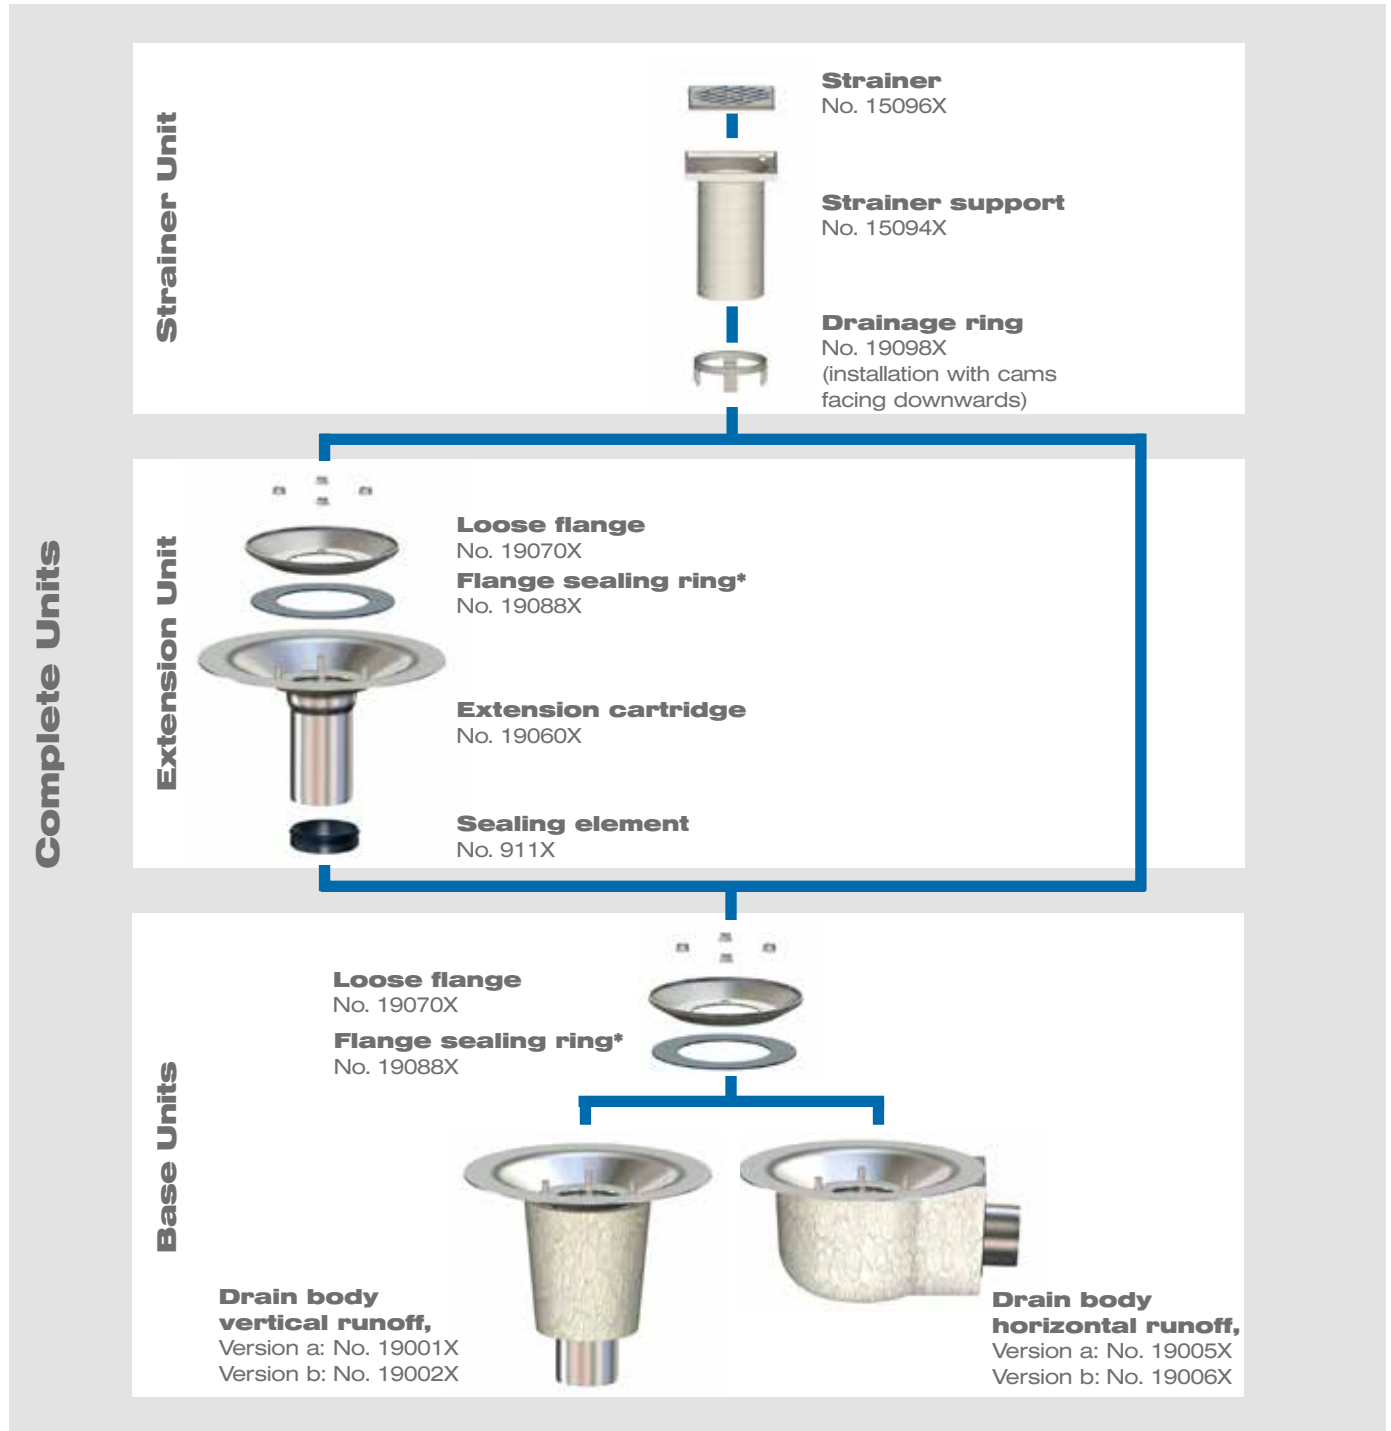 Complete Units
Strainer Unit
Strainer
No. 15096X
Strainer support
No. 15094X
Drainage ring
No. 19098X
(installation with cams
facing downwards)
Extension Unit
Loose flange
No. 19070X
Flange sealing ring*
No. 19088X
Extension cartridge
No. 19060X
Sealing element
No. 911X
Base Units
Loose flange
No. 19070X
Flange sealing ring*
No. 19088X
Drain body
vertical runoff,
Version a: No. 19001X
Version b: No. 19002X
Drain body
horizontal runoff,
Version a: No. 19005X
Version b: No. 19006X